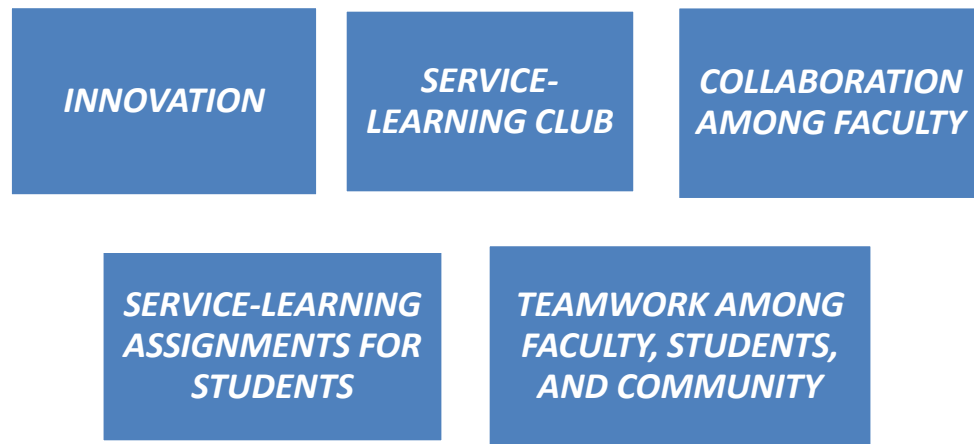 INNOVATION
SERVICE-
LEARNING CLUB
COLLABORATION
AMONG FACULTY
SERVICE-LEARNING
ASSIGNMENTS FOR
STUDENTS
TEAMWORK AMONG
FACULTY, STUDENTS,
AND COMMUNITY